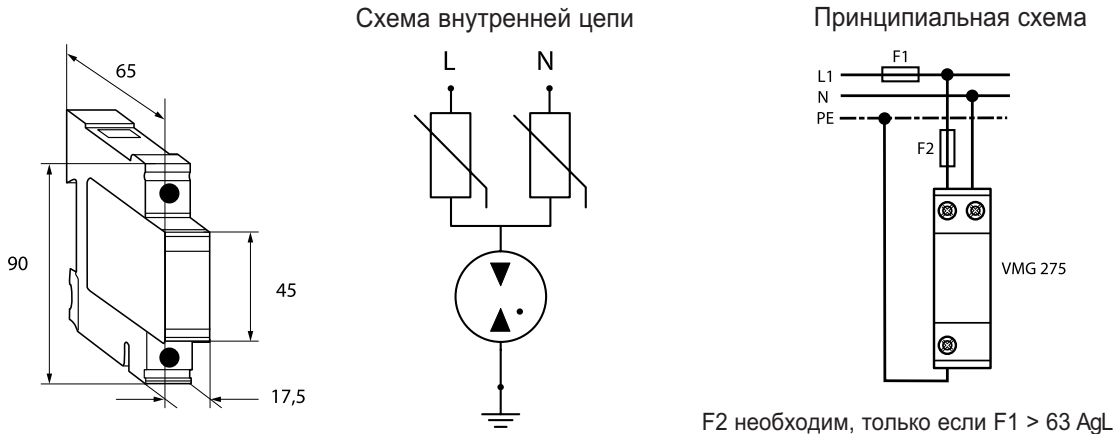 Схема внутренней цепи
Принципиальная схема
65
90
45
17,5
L N
F1
L1
N
PE
F2
VMG 275
F2 необходим, только если F1 > 63 AgL